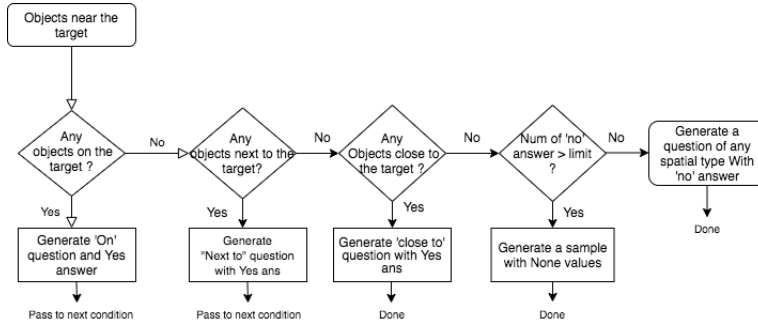 Objects near the
target
Any
objects on the
target ?
No
Any
objects next to the
target?
No
Any
Objects close to
the target ?
No
Num of 'no'
answer > limit
?
No
Generate a
question of any
spatial type With
'no' answer
Yes
Yes
Yes
Yes
Done
Generate 'On'
question and Yes
answer
Generate
"Next to" question
with Yes ans
Generate 'close to'
question with Yes
ans
Generate a sample
with None values
Pass to next condition
Pass to next condition
Done
Done